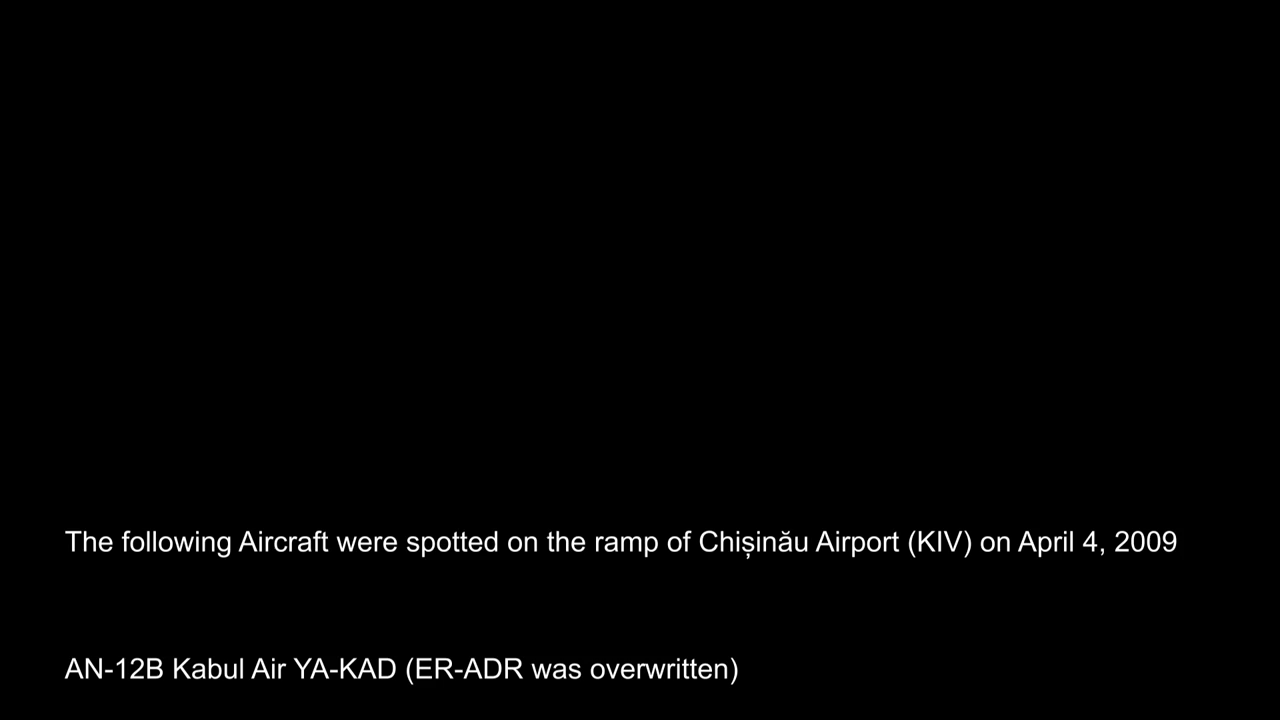 The following Aircraft were spotted on the ramp of Chișinău Airport (KIV) on April 4, 2009
AN-12B Kabul Air YA-KAD (ER-ADR was overwritten)